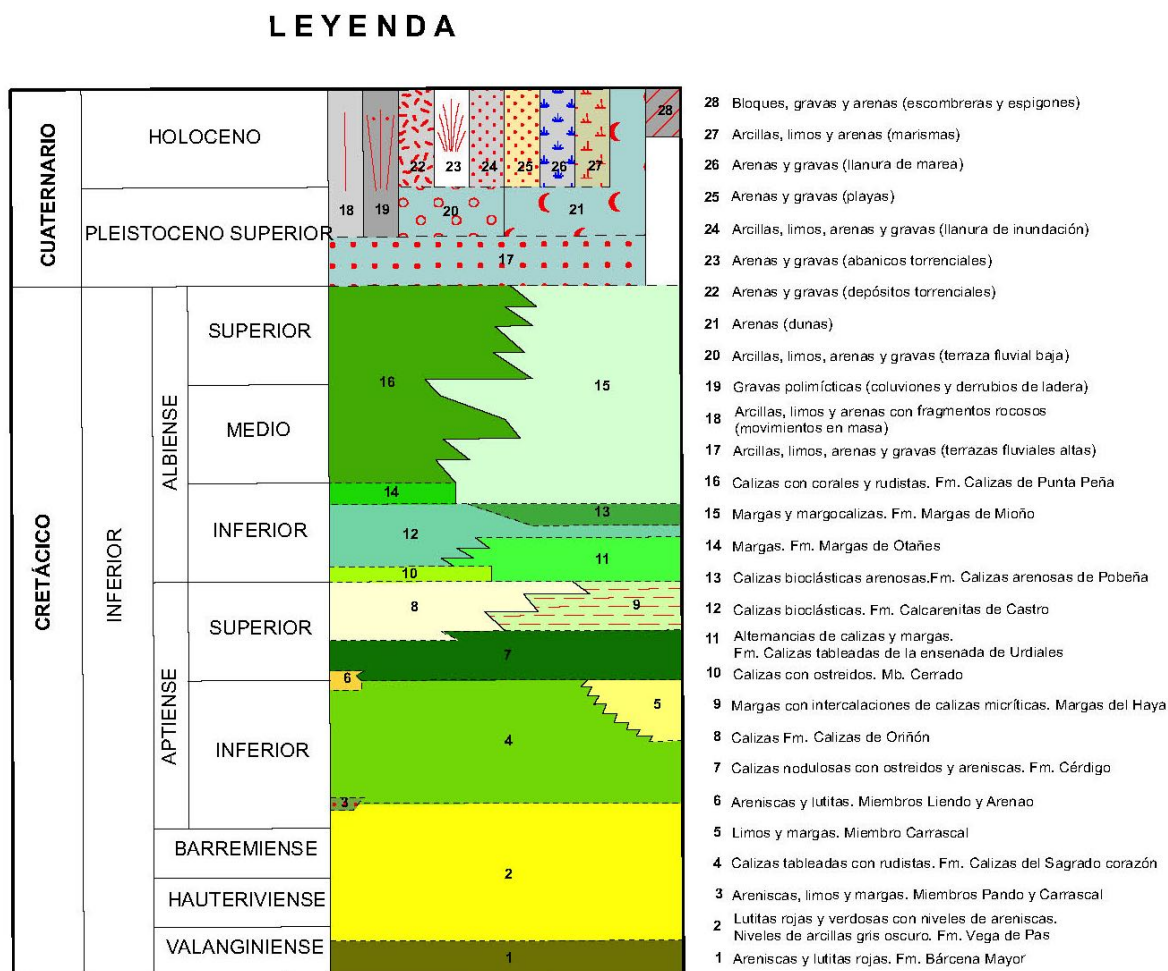 LEYENDA
CUATERNARIO
HOLOCENO
PLEISTOCENO SUPERIOR
CRETÁCICO
INFERIOR
ALBIENSE
SUPERIOR
MEDIO
INFERIOR
APTIENSE
SUPERIOR
INFERIOR
BARREMIENSE
HAUTERIVIENSE
VALANGINIENSE
28
22 23 24 25 26 27
18 19 20 21
17
16 15
14
13
12
11
10
8 9
7
6
5
4
3
2
1
28 Bloques, gravas y arenas (escombreras y espigones)
27 Arcillas, limos y arenas (marismas)
26 Arenas y gravas (llanura de marea)
25 Arenas y gravas (playas)
24 Arcillas, limos, arenas y gravas (llanura de inundación)
23 Arenas y gravas (abanicos torrenciales)
22 Arenas y gravas (depósitos torrenciales)
21 Arenas (dunas)
20 Arcillas, limos, arenas y gravas (terraza fluvial baja)
19 Gravas polimícticas (coluviones y derrubios de ladera)
18 Arcillas, limos y arenas con fragmentos rocosos
(movimientos en masa)
17 Arcillas, limos, arenas y gravas (terrazas fluviales altas)
16 Calizas con corales y rudistas. Fm. Calizas de Punta Peña
15 Margas y margocalizas. Fm. Margas de Mioño
14 Margas. Fm. Margas de Otañes
13 Calizas bioclásticas arenosas.Fm. Calizas arenosas de Pobeña
12 Calizas bioclásticas. Fm. Calcarenitas de Castro
11 Alternancias de calizas y margas.
Fm. Calizas tableadas de la ensenada de Urdiales
10 Calizas con ostreidos. Mb. Cerrado
9 Margas con intercalaciones de calizas micríticas. Margas del Haya
8 Calizas Fm. Calizas de Oriñón
7 Calizas nodulosas con ostreidos y areniscas. Fm. Cérdigo
6 Areniscas y lutitas. Miembros Liendo y Arenao
5 Limos y margas. Miembro Carrascal
4 Calizas tableadas con rudistas. Fm. Calizas del Sagrado corazón
3 Areniscas, limos y margas. Miembros Pando y Carrascal
2 Lutitas rojas y verdosas con niveles de areniscas.
Niveles de arcillas gris oscuro. Fm. Vega de Pas
1 Areniscas y lutitas rojas. Fm. Bárcena Mayor